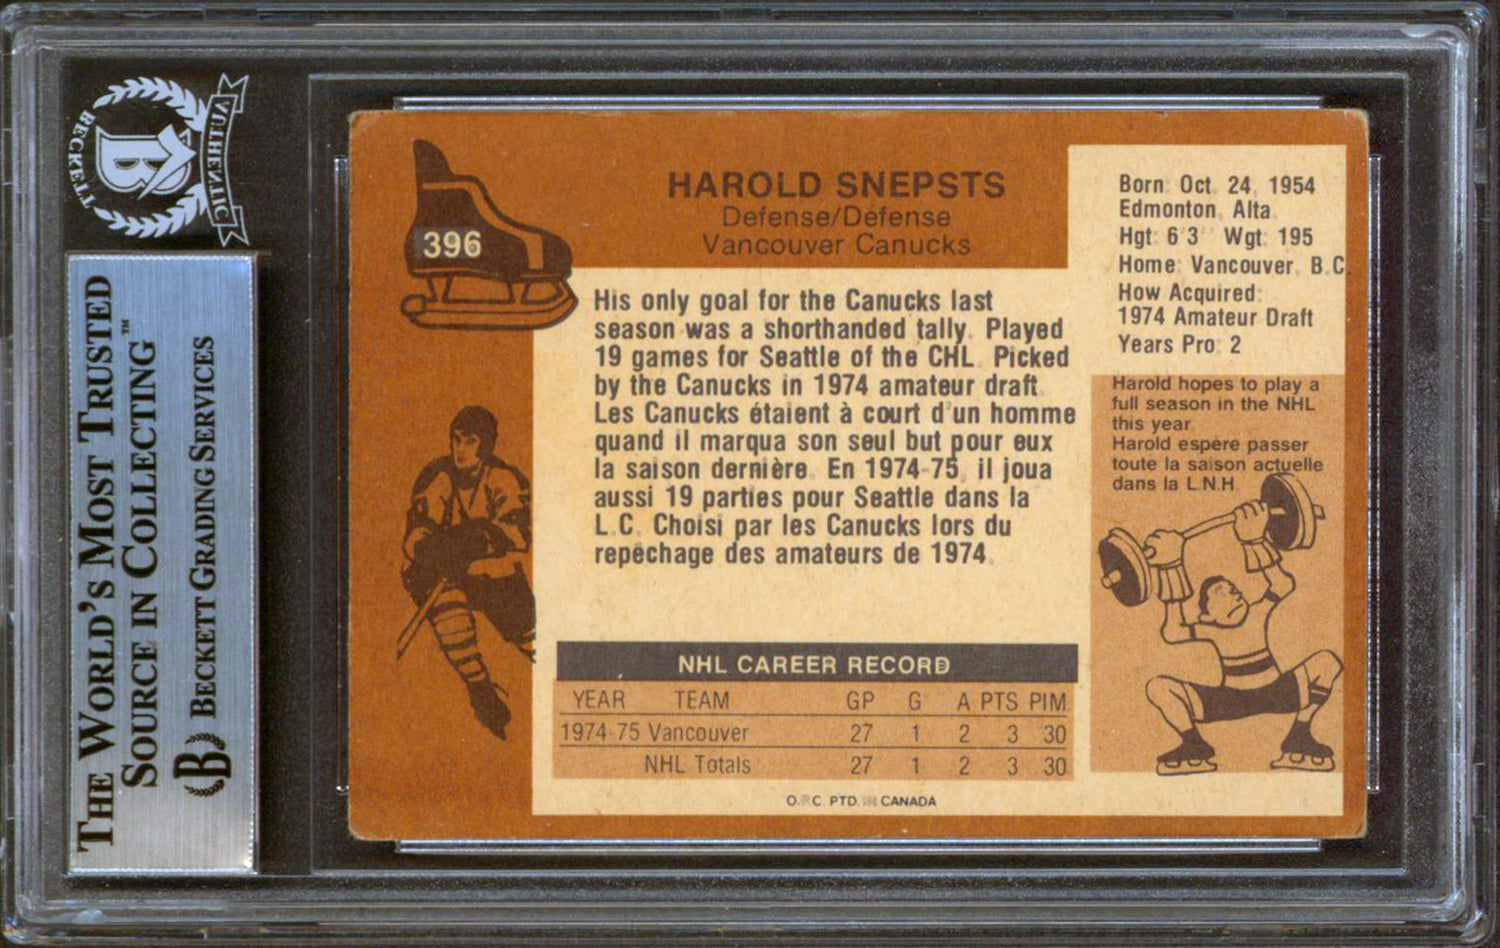 BECKETT
AUTHENTIC
B
THE WORLD'S MOST TRUSTED
SOURCE IN COLLECTING™
B BECKETT GRADING SERVICES
396
HAROLD SNEPSTS
Defense/Défense
Vancouver Canucks
His only goal for the Canucks last
season was a shorthanded tally. Played
19 games for Seattle of the CHL. Picked
by the Canucks in 1974 amateur draft.
Les Canucks étaient à court d'un homme
quand il marqua son seul but pour eux
la saison dernière. En 1974-75, il joua
aussi 19 parties pour Seattle dans la
L.C. Choisi par les Canucks lors du
repêchage des amateurs de 1974.
Born: Oct. 24, 1954
Edmonton, Alta.
Hgt: 6'3" Wgt: 195
Home: Vancouver, B.C.
How Acquired:
1974 Amateur Draft
Years Pro: 2
Harold hopes to play a
full season in the NHL
this year.
Harold espère passer
toute la saison actuelle
dans la L.N.H.
NHL CAREER RECORD
YEAR TEAM GP G A PTS PIM
1974-75 Vancouver 27 1 2 3 30
NHL Totals 27 1 2 3 30
O.P.C. PTD. IN CANADA